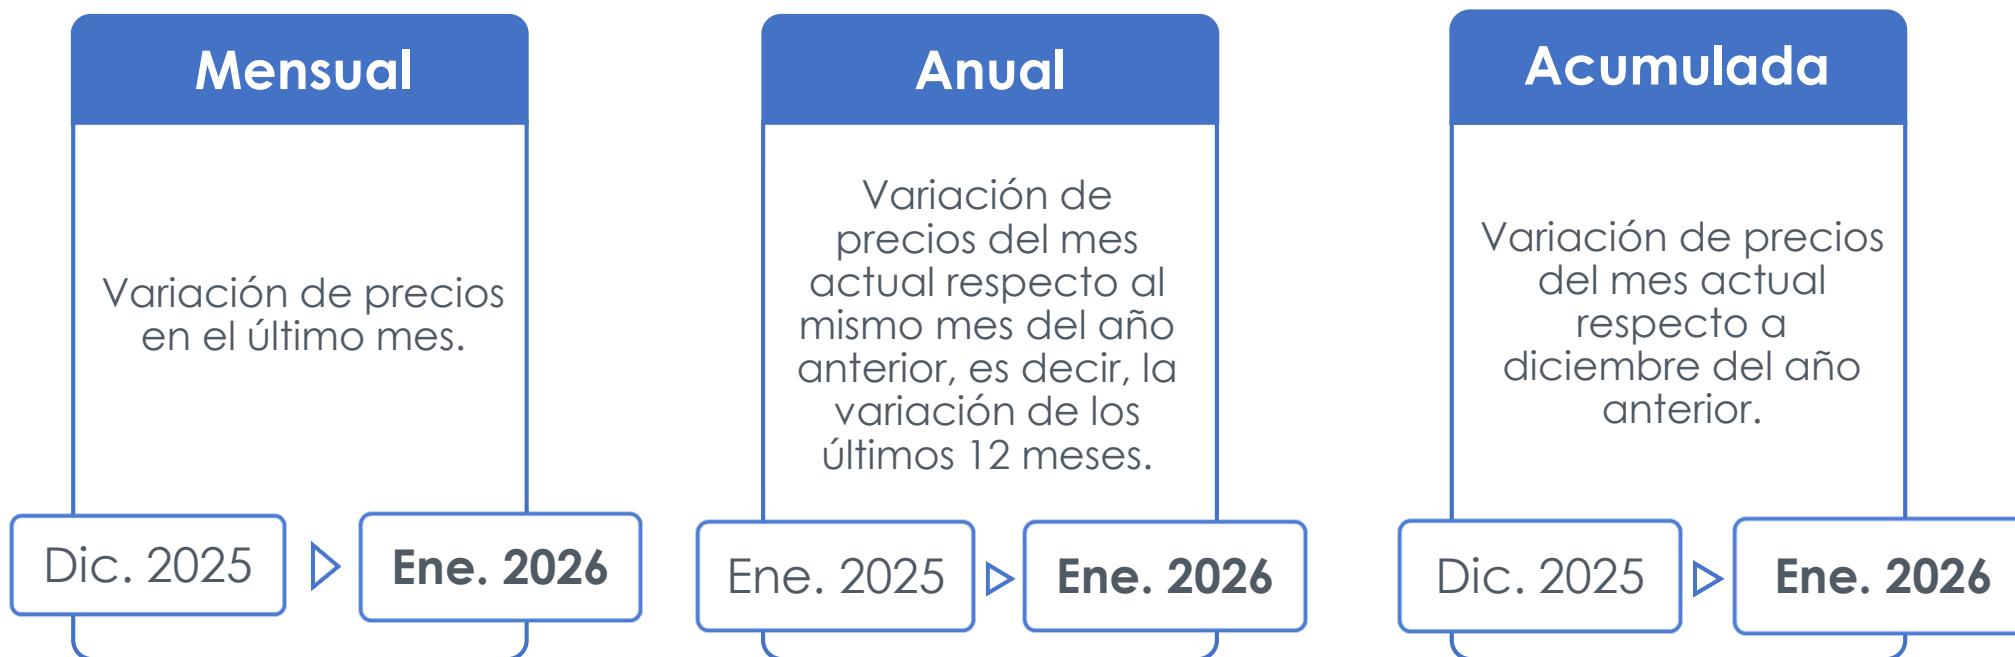 Mensual
Variación de precios
en el último mes.
Dic. 2025
Ene. 2026
Anual
Variación de
precios del mes
actual respecto al
mismo mes del año
anterior, es decir, la
variación de los
últimos 12 meses.
Ene. 2025
Ene. 2026
Acumulada
Variación de precios
del mes actual
respecto a
diciembre del año
anterior.
Dic. 2025
Ene. 2026